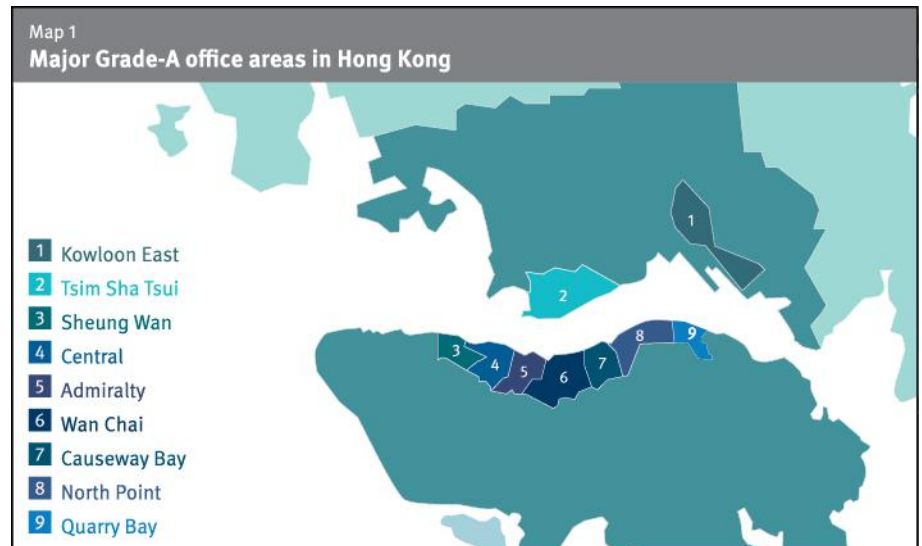 Map 1
Major Grade-A office areas in Hong Kong
1 Kowloon East
2 Tsim Sha Tsui
3 Sheung Wan
4 Central
5 Admiralty
6 Wan Chai
7 Causeway Bay
8 North Point
9 Quarry Bay
1
2
3
4
5
6
7
8
9